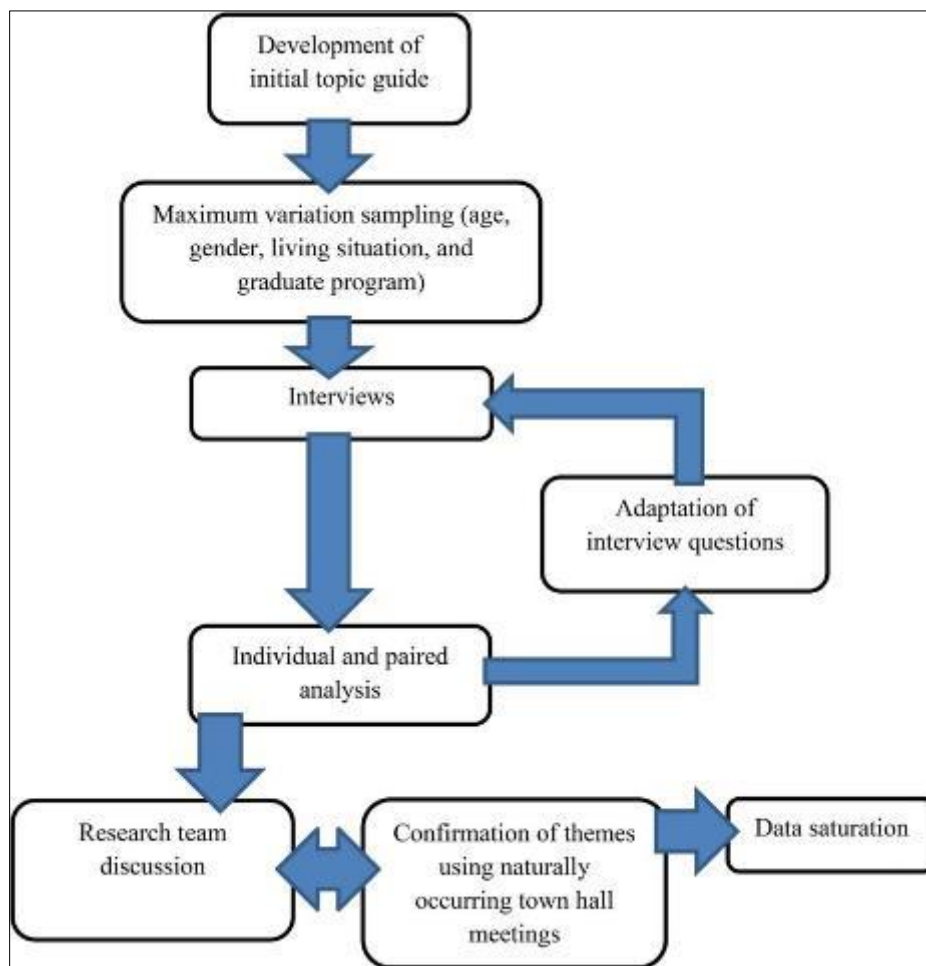 Development of
initial topic guide
Maximum variation sampling (age,
gender, living situation, and
graduate program)
Interviews
Adaptation of
interview questions
Individual and paired
analysis
Research team
discussion
Confirmation of themes
using naturally
occurring town hall
meetings
Data saturation